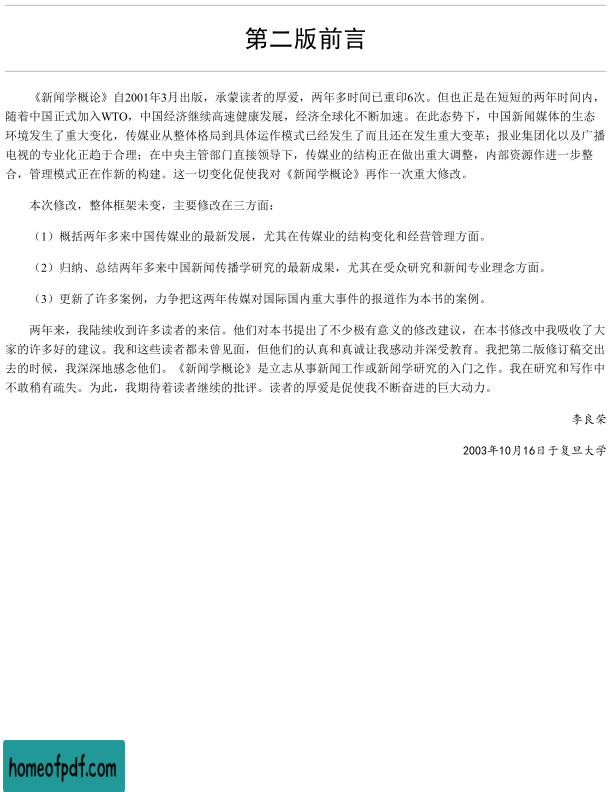 第二版前言
《新闻学概论》自2001年3月出版，承蒙读者的厚爱，两年多时间已重印6次。但也正是在短短的两年时间内，
随着中国正式加入WTO，中国经济继续高速健康发展，经济全球化不断加速。在此态势下，中国新闻媒体的生态
环境发生了重大变化，传媒业从整体格局到具体运作模式已经发生了而且还在发生重大变革；报业集团化以及广播
电视的专业化正趋于合理；在中央主管部门直接领导下，传媒业的结构正在做出重大调整，内部资源作进一步整
合，管理模式正在作新的构建。这一切变化促使我对《新闻学概论》再作一次重大修改。
本次修改，整体框架未变，主要修改在三方面：
（1）概括两年多来中国传媒业的最新发展，尤其在传媒业的结构变化和经营管理方面。
（2）归纳、总结两年多来中国新闻传播学研究的最新成果，尤其在受众研究和新闻专业理念方面。
（3）更新了许多案例，力争把这两年传媒对国际国内重大事件的报道作为本书的案例。
两年来，我陆续收到许多读者的来信。他们对本书提出了不少极有意义的修改建议，在本书修改中我吸收了大
家的许多好的建议。我和这些读者都未曾见面，但他们的认真和真诚让我感动并深受教育。我把第二版修订稿交出
去的时候，我深深地感念他们。《新闻学概论》是立志从事新闻工作或新闻学研究的入门之作。我在研究和写作中
不敢稍有疏失。为此，我期待着读者继续的批评。读者的厚爱是促使我不断奋进的巨大动力。
李良荣
2003年10月16日于复旦大学
homeofpdf.com